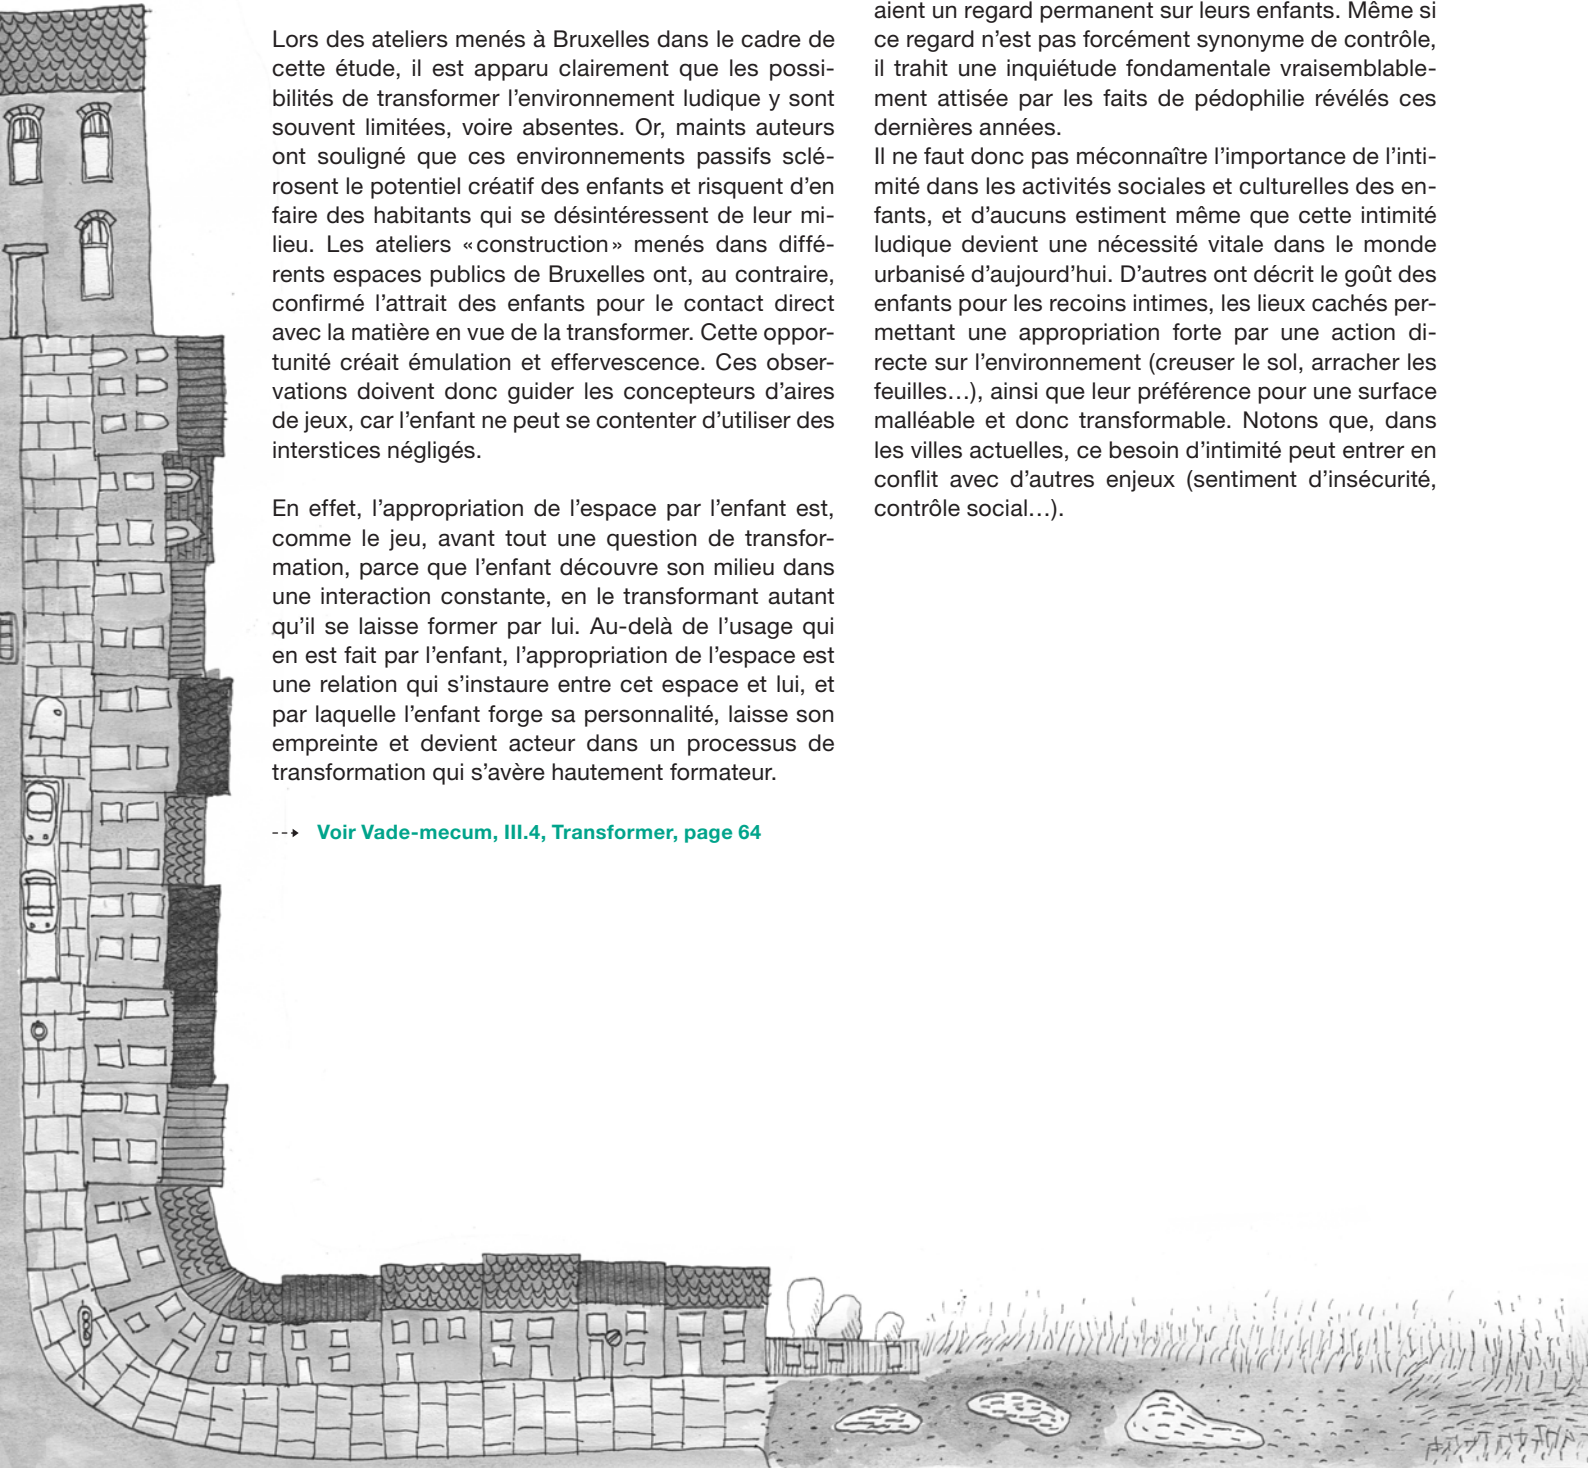 Lors des ateliers menés à Bruxelles dans le cadre de
cette étude, il est apparu clairement que les possi-
bilités de transformer l’environnement ludique y sont
souvent limitées, voire absentes. Or, maints auteurs
ont souligné que ces environnements passifs sclé-
rosent le potentiel créatif des enfants et risquent d’en
faire des habitants qui se désintéressent de leur mi-
lieu. Les ateliers «construction» menés dans diffé-
rents espaces publics de Bruxelles ont, au contraire,
confirmé l’attrait des enfants pour le contact direct
avec la matière en vue de la transformer. Cette oppor-
tunité créait émulation et effervescence. Ces obser-
vations doivent donc guider les concepteurs d’aires
de jeux, car l’enfant ne peut se contenter d’utiliser des
interstices négligés.
En effet, l’appropriation de l’espace par l’enfant est,
comme le jeu, avant tout une question de transfor-
mation, parce que l’enfant découvre son milieu dans
une interaction constante, en le transformant autant
qu’il se laisse former par lui. Au-delà de l’usage qui
en est fait par l’enfant, l’appropriation de l’espace est
une relation qui s’instaure entre cet espace et lui, et
par laquelle l’enfant forge sa personnalité, laisse son
empreinte et devient acteur dans un processus de
transformation qui s’avère hautement formateur.
Voir Vade-mecum, III.4, Transformer, page 64
aient un regard permanent sur leurs enfants. Même si
ce regard n’est pas forcément synonyme de contrôle,
il trahit une inquiétude fondamentale vraisemblable-
ment attisée par les faits de pédophilie révélés ces
dernières années.
Il ne faut donc pas méconnaître l’importance de l’inti-
mité dans les activités sociales et culturelles des en-
fants, et d’aucuns estiment même que cette intimité
ludique devient une nécessité vitale dans le monde
urbanisé d’aujourd’hui. D’autres ont décrit le goût des
enfants pour les recoins intimes, les lieux cachés per-
mettant une appropriation forte par une action di-
recte sur l’environnement (creuser le sol, arracher les
feuilles…), ainsi que leur préférence pour une surface
malléable et donc transformable. Notons que, dans
les villes actuelles, ce besoin d’intimité peut entrer en
conflit avec d’autres enjeux (sentiment d’insécurité,
contrôle social…).